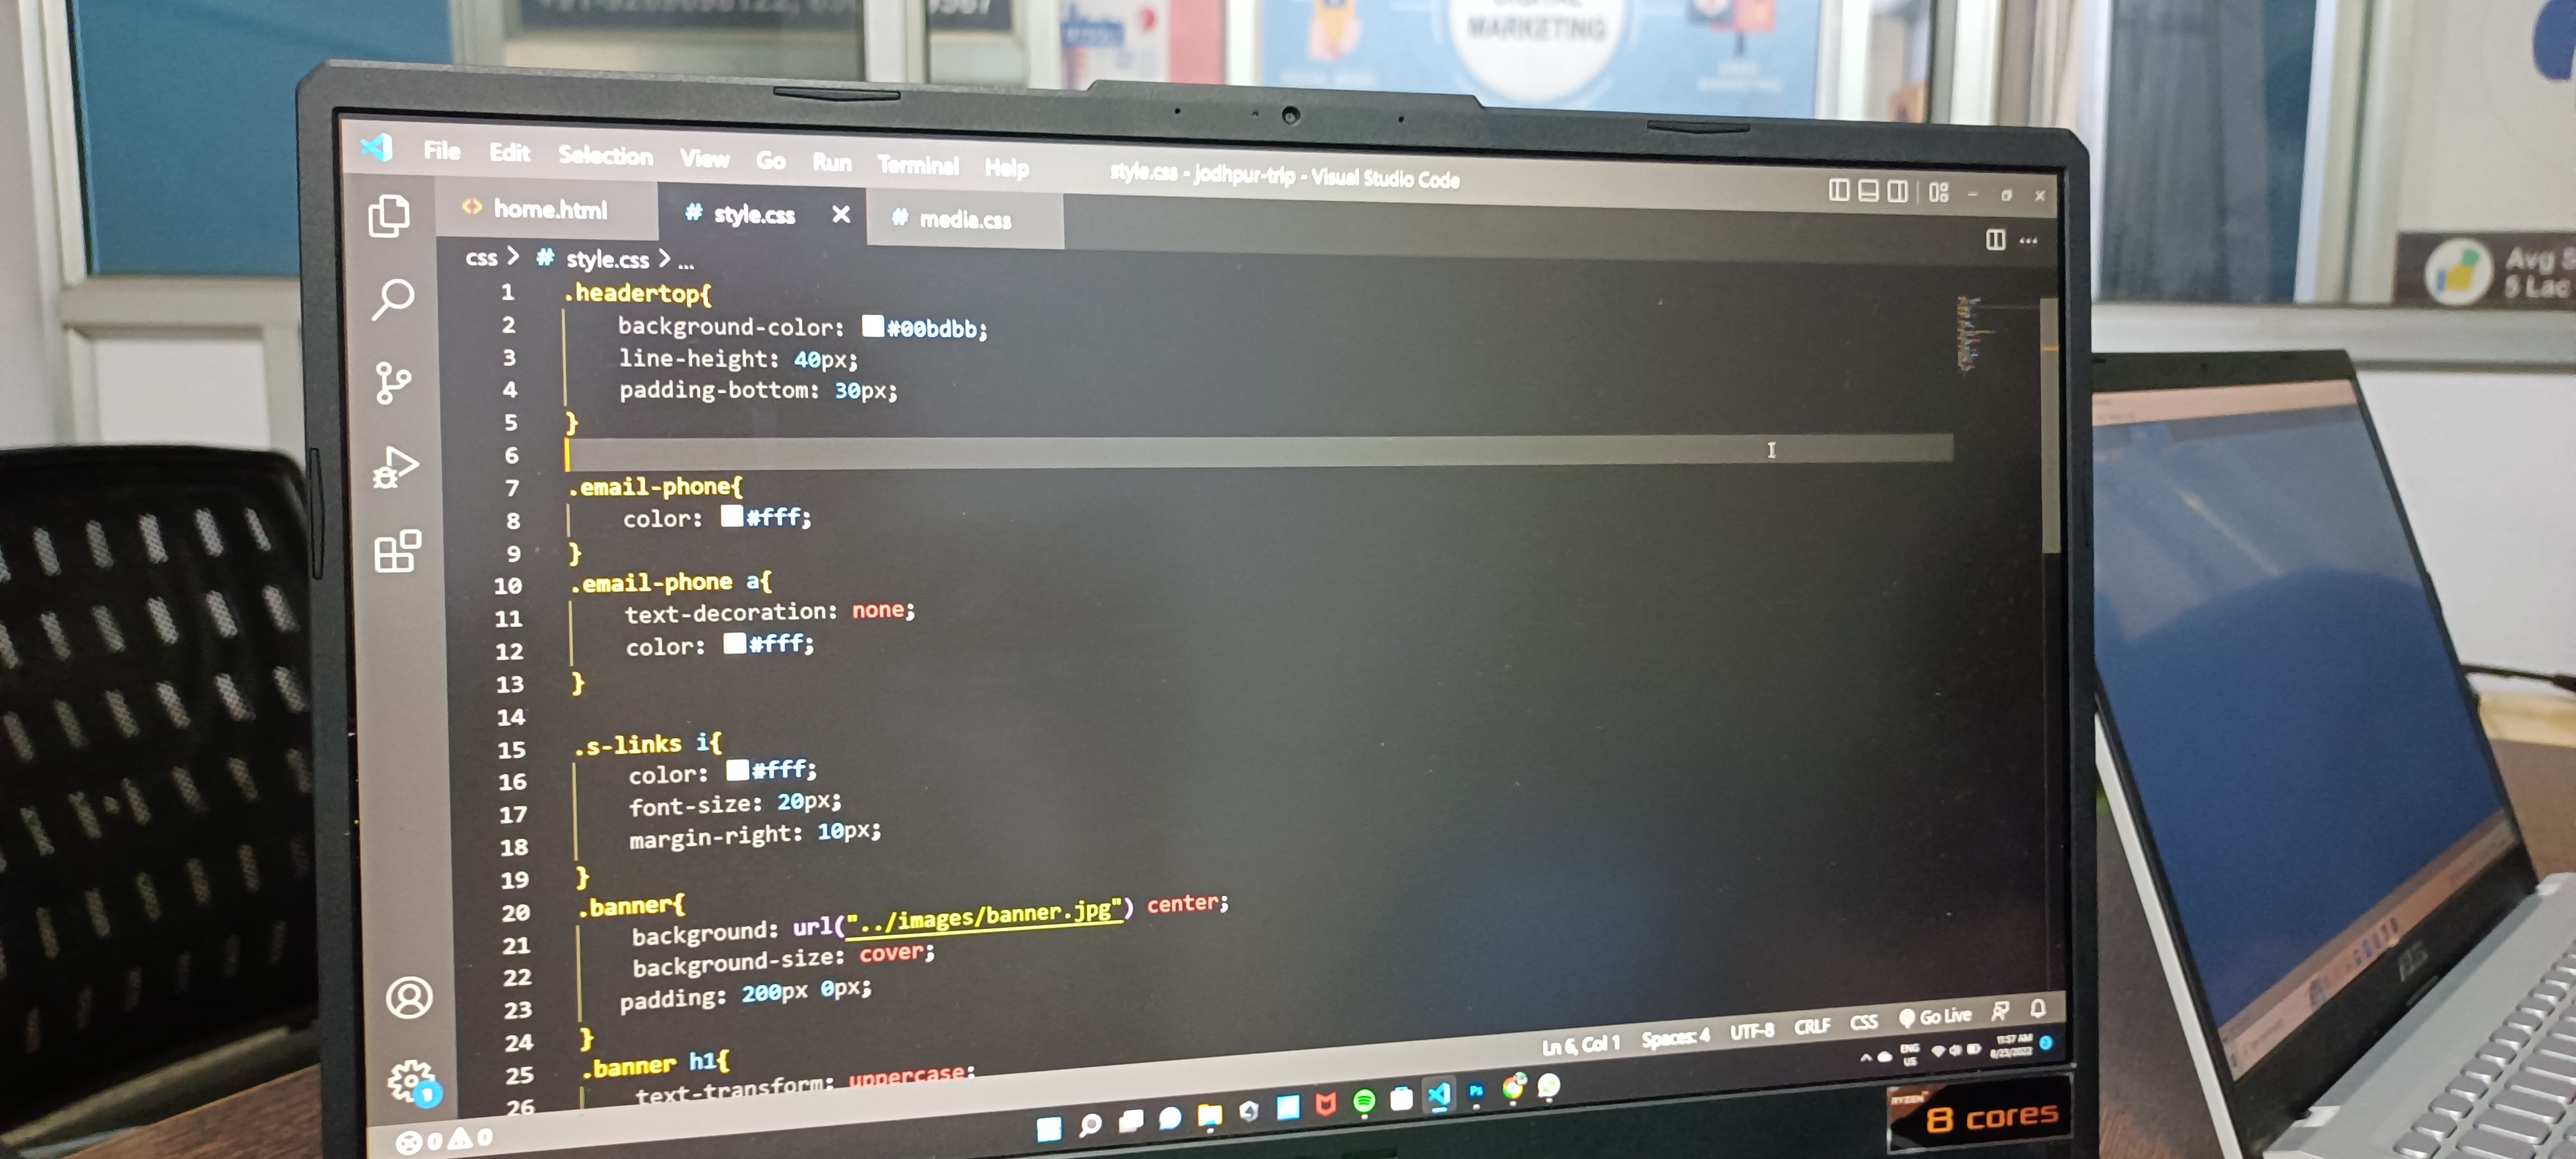 MARKETING
Avg
5 Lac
File Edit Selection View Go Run Terminal Help
style.css - jodhpur-trip - Visual Studio Code
home.html
# style.css
# media.css
css > # style.css > ...
1 .headertop{
2 background-color: #00bdbb;
3 line-height: 40px;
4 padding-bottom: 30px;
5 }
6
7 .email-phone{
8 color: #fff;
9 }
10 .email-phone a{
11 text-decoration: none;
12 color: #fff;
13 }
14
15 .s-links i{
16 color: #fff;
17 font-size: 20px;
18 margin-right: 10px;
19 }
20 .banner{
21 background: url("../images/banner.jpg") center;
22 background-size: cover;
23 padding: 200px 0px;
24 }
25 .banner h1{
26 text-transform: uppercase;
Ln 6, Col 1 Spaces: 4 UTF-8 CRLF CSS Go Live
0 0
1
Ps
ENG
US
11:57 AM
8/23/2022
RYZEN
8 cores